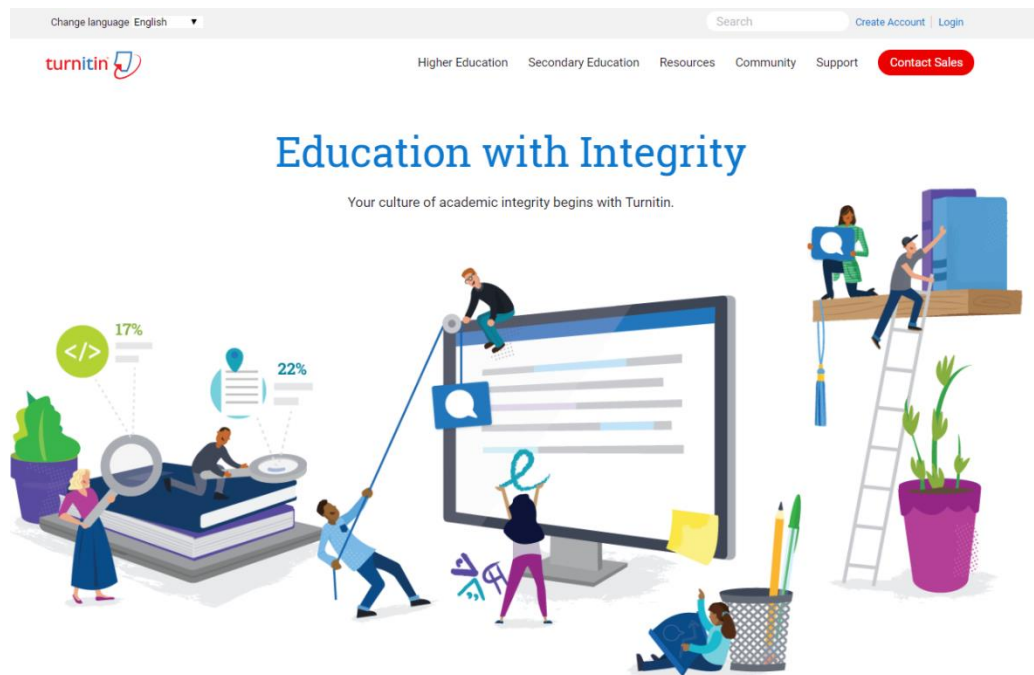 Change language English ▼ Search Create Account Login
turnitin Higher Education Secondary Education Resources Community Support Contact Sales
Education with Integrity
Your culture of academic integrity begins with Turnitin.
17%
</>
22%
e
¶